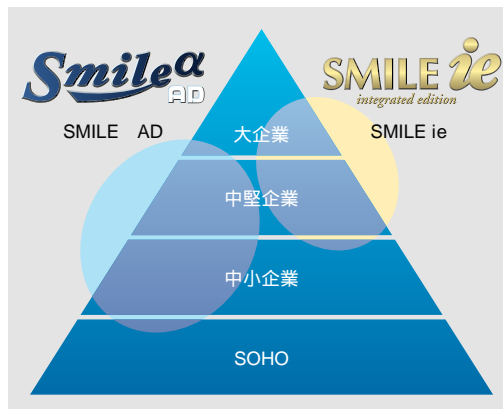 Smileα
AD
SMILE ie
integrated edition
SMILE　AD
SMILE ie
大企業
中堅企業
中小企業
SOHO